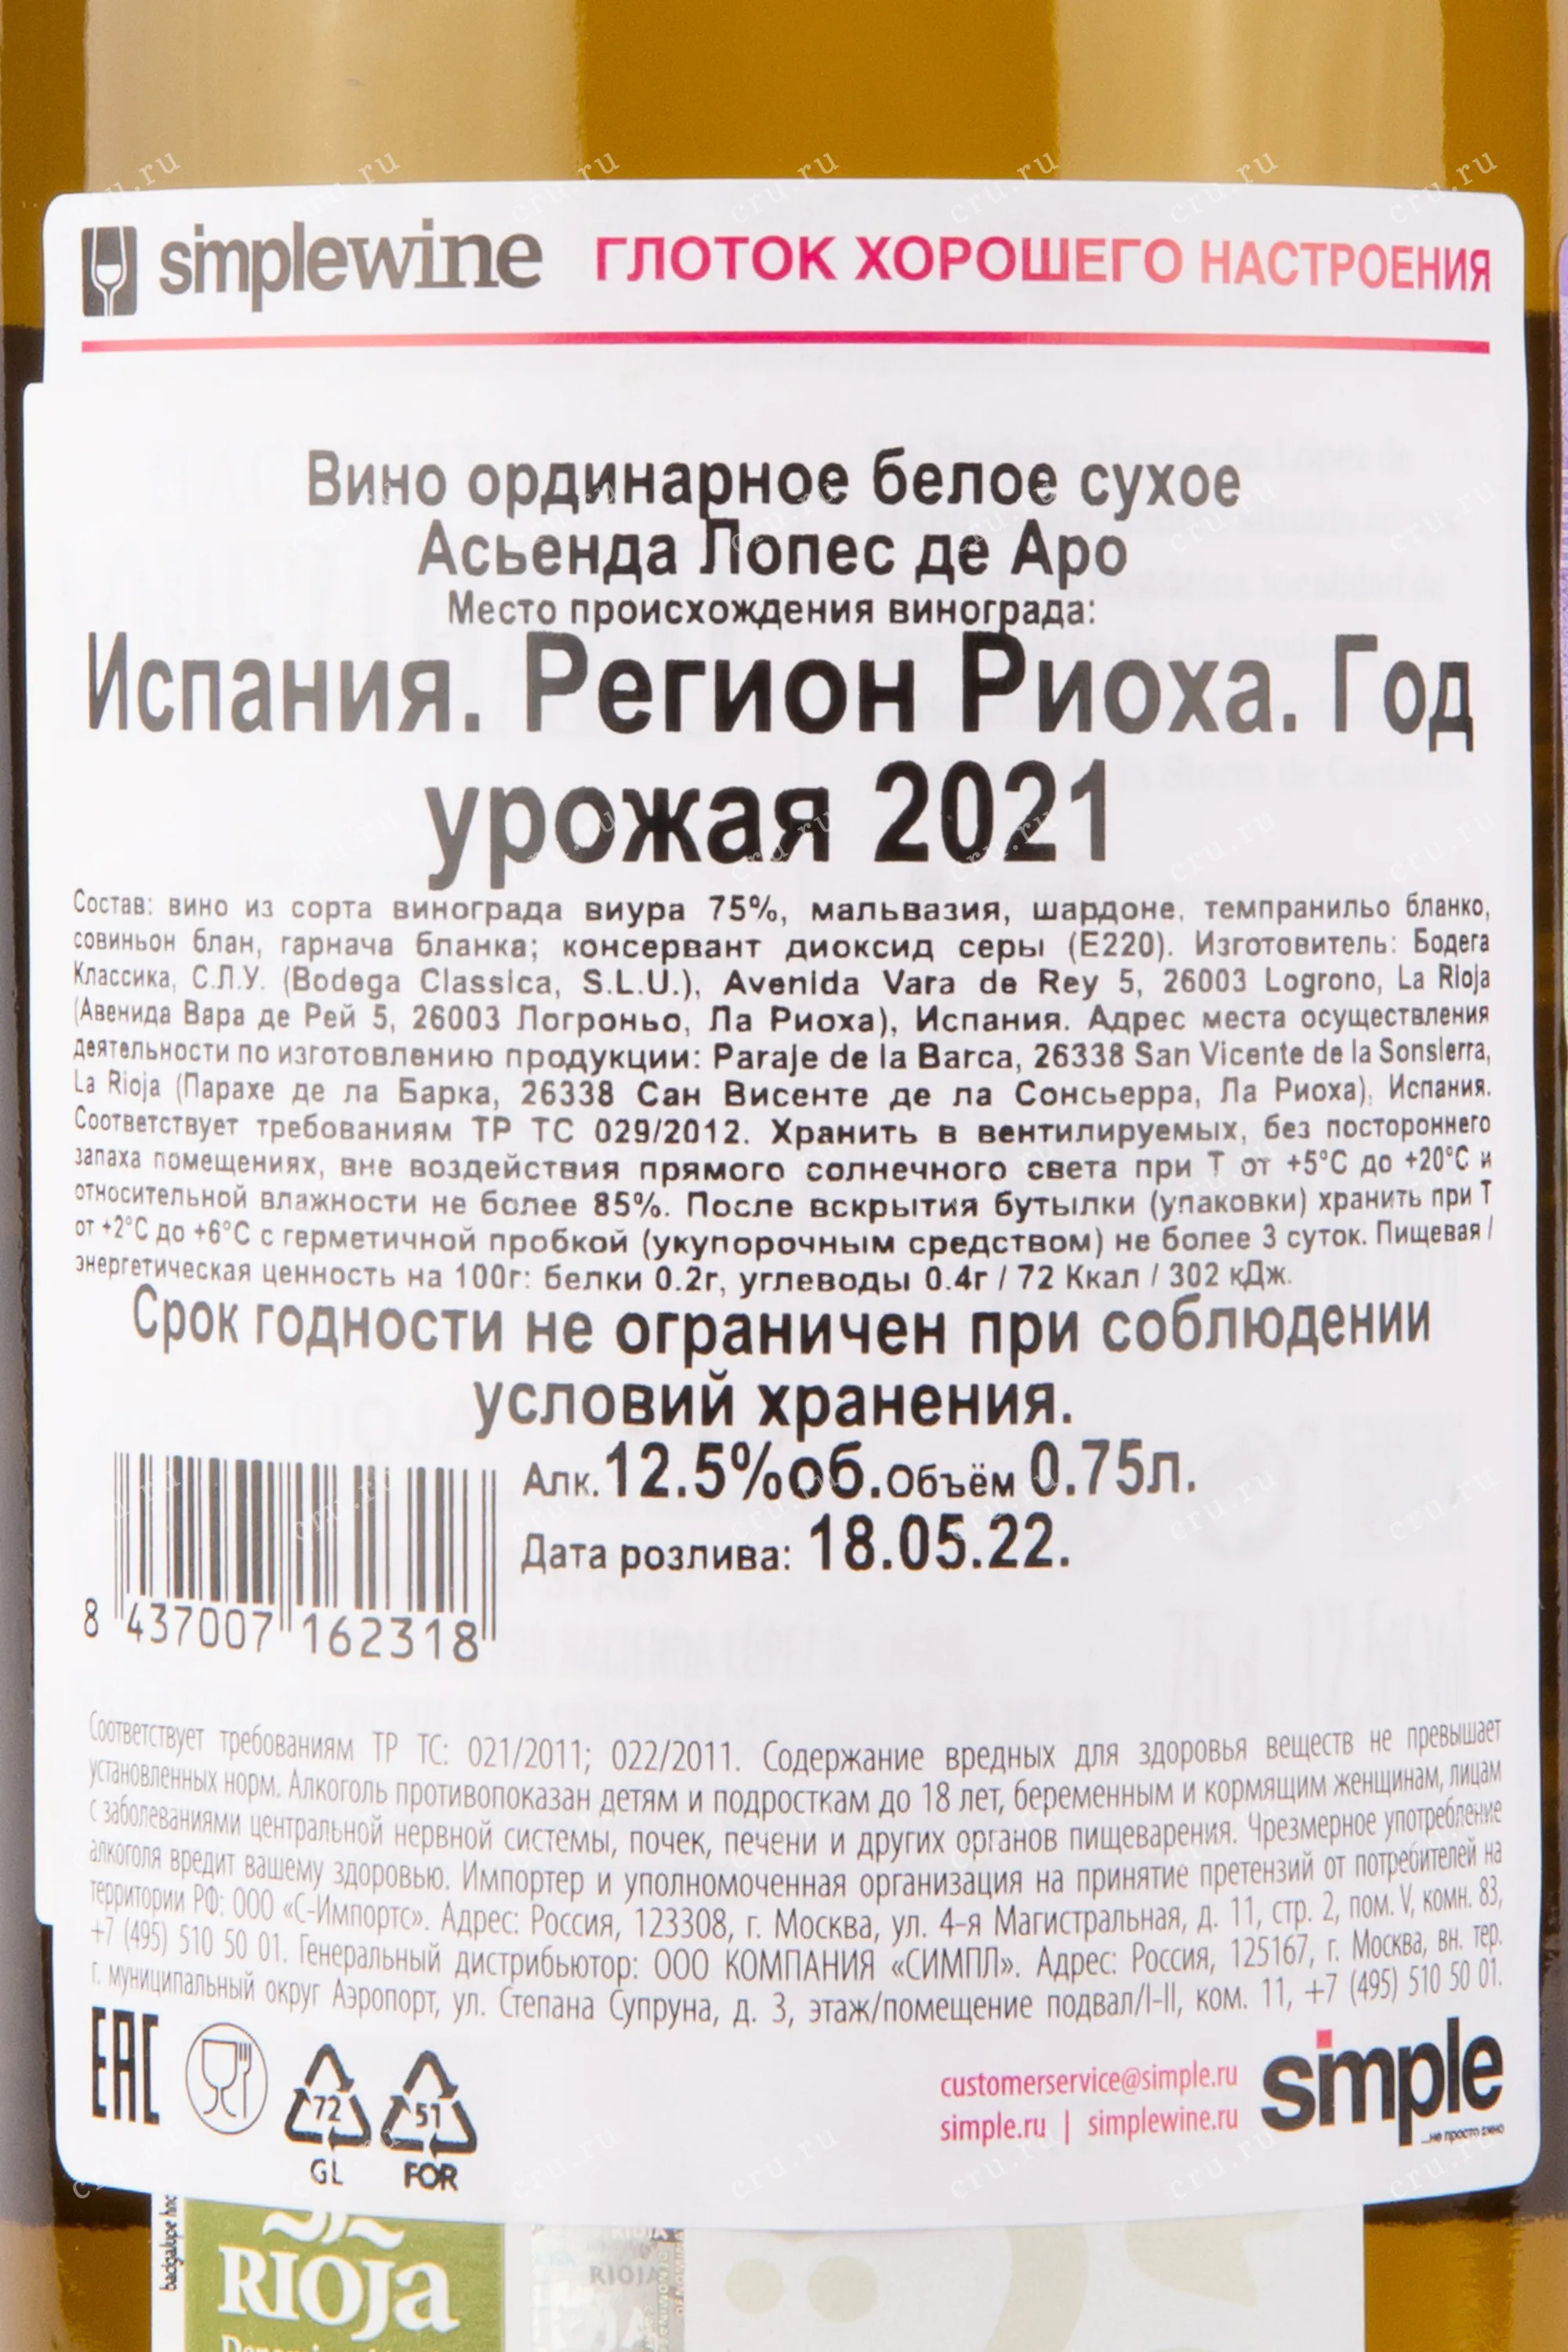 simplewine ГЛОТОК ХОРОШЕГО НАСТРОЕНИЯ
Вино ординарное белое сухое
Асьенда Лопес де Аро
Место происхождения винограда:
Испания. Регион Риоха. Год
урожая 2021
Состав: вино из сорта винограда виура 75%, мальвазия, шардоне, темпранильо бланко,
совиньон блан, гарнача бланка; консервант диоксид серы (E220). Изготовитель: Бодега
Классика, С.Л.У. (Bodega Classica, S.L.U.), Avenida Vara de Rey 5, 26003 Logrono, La Rioja
(Авенида Вара де Рей 5, 26003 Логроньо, Ла Риоха), Испания. Адрес места осуществления
деятельности по изготовлению продукции: Paraje de la Barca, 26338 San Vicente de la Sonsierra,
La Rioja (Парахе де ла Барка, 26338 Сан Висенте де ла Сонсьерра, Ла Риоха), Испания.
Соответствует требованиям ТР ТС 029/2012. Хранить в вентилируемых, без постороннего
запаха помещениях, вне воздействия прямого солнечного света при Т от +5°С до +20°С и
относительной влажности не более 85%. После вскрытия бутылки (упаковки) хранить при Т
от +2°С до +6°С с герметичной пробкой (укупорочным средством) не более 3 суток. Пищевая /
энергетическая ценность на 100г: белки 0.2г, углеводы 0.4г / 72 Ккал / 302 кДж.
Срок годности не ограничен при соблюдении
условий хранения.
Алк. 12.5%об. Объём 0.75л.
Дата розлива: 18.05.22.
8 437007 162318
Соответствует требованиям ТР ТС: 021/2011; 022/2011. Содержание вредных для здоровья веществ не превышает
установленных норм. Алкоголь противопоказан детям и подросткам до 18 лет, беременным и кормящим женщинам, лицам
с заболеваниями центральной нервной системы, почек, печени и других органов пищеварения. Чрезмерное употребление
алкоголя вредит вашему здоровью. Импортер и уполномоченная организация на принятие претензий от потребителей на
территории РФ: ООО «С-Импортс». Адрес: Россия, 123308, г. Москва, ул. 4-я Магистральная, д. 11, стр. 2, пом. V, комн. 83,
+7 (495) 510 50 01. Генеральный дистрибьютор: ООО КОМПАНИЯ «СИМПЛ». Адрес: Россия, 125167, г. Москва, вн. тер.
г. муниципальный округ Аэропорт, ул. Степана Супруна, д. 3, этаж/помещение подвал/I-II, ком. 11, +7 (495) 510 50 01.
EAC
72
GL
51
FOR
customerservice@simple.ru
simple.ru | simplewine.ru
simple
...не просто вино
RIOJA
RIOJA
RIOJA
cru.ru